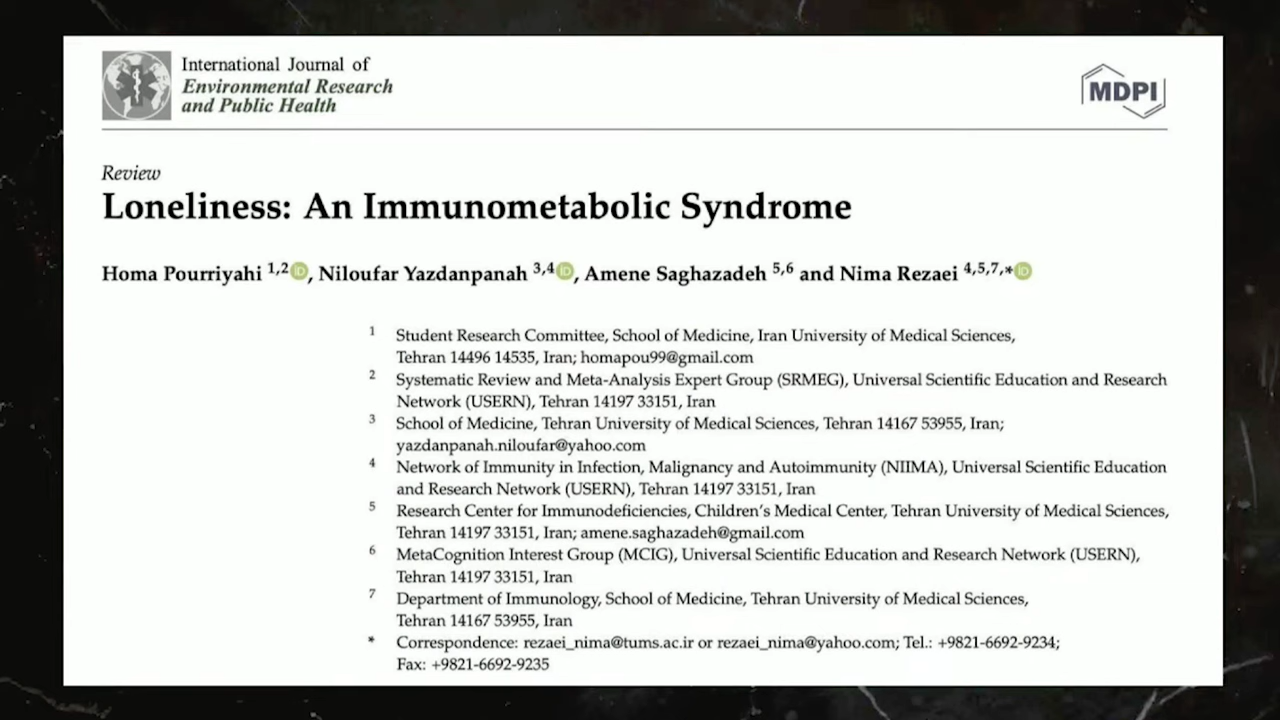 International Journal of
Environmental Research
and Public Health
MDPI
Review
Loneliness: An Immunometabolic Syndrome
Homa Pourriyahi 1,2 iD, Niloufar Yazdanpanah 3,4 iD, Amene Saghazadeh 5,6 and Nima Rezaei 4,5,7,* iD
1 Student Research Committee, School of Medicine, Iran University of Medical Sciences,
Tehran 14496 14535, Iran; homapou99@gmail.com
2 Systematic Review and Meta-Analysis Expert Group (SRMEG), Universal Scientific Education and Research
Network (USERN), Tehran 14197 33151, Iran
3 School of Medicine, Tehran University of Medical Sciences, Tehran 14167 53955, Iran;
yazdanpanah.niloufar@yahoo.com
4 Network of Immunity in Infection, Malignancy and Autoimmunity (NIIMA), Universal Scientific Education
and Research Network (USERN), Tehran 14197 33151, Iran
5 Research Center for Immunodeficiencies, Children's Medical Center, Tehran University of Medical Sciences,
Tehran 14197 33151, Iran; amene.saghazadeh@gmail.com
6 MetaCognition Interest Group (MCIG), Universal Scientific Education and Research Network (USERN),
Tehran 14197 33151, Iran
7 Department of Immunology, School of Medicine, Tehran University of Medical Sciences,
Tehran 14167 53955, Iran
* Correspondence: rezaei_nima@tums.ac.ir or rezaei_nima@yahoo.com; Tel.: +9821-6692-9234;
Fax: +9821-6692-9235